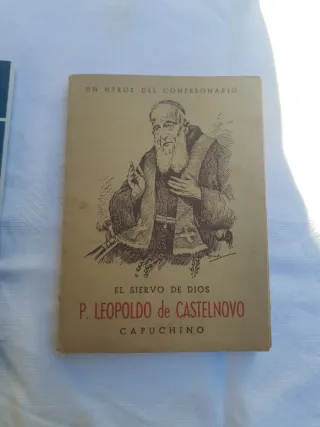 UN HEROE DEL CONFESONARIO
EL SIERVO DE DIOS
P. LEOPOLDO de CASTELNOVO
CAPUCHINO